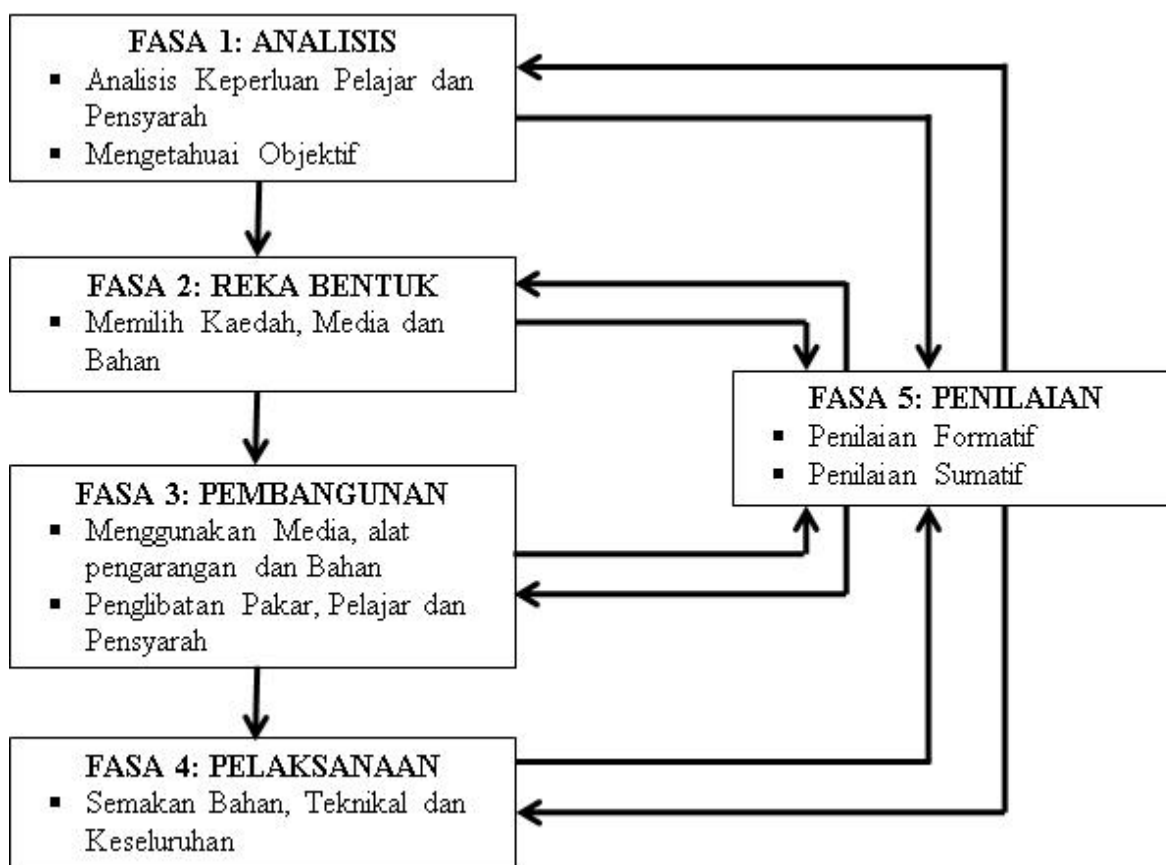 FASA 1: ANALISIS
▪ Analisis Keperluan Pelajar dan
Pensyarah
▪ Mengetahuai Objektif
FASA 2: REKA BENTUK
▪ Memilih Kaedah, Media dan
Bahan
FASA 3: PEMBANGUNAN
▪ Menggunakan Media, alat
pengarangan dan Bahan
▪ Penglibatan Pakar, Pelajar dan
Pensyarah
FASA 4: PELAKSANAAN
▪ Semakan Bahan, Teknikal dan
Keseluruhan
FASA 5: PENILAIAN
▪ Penilaian Formatif
▪ Penilaian Sumatif